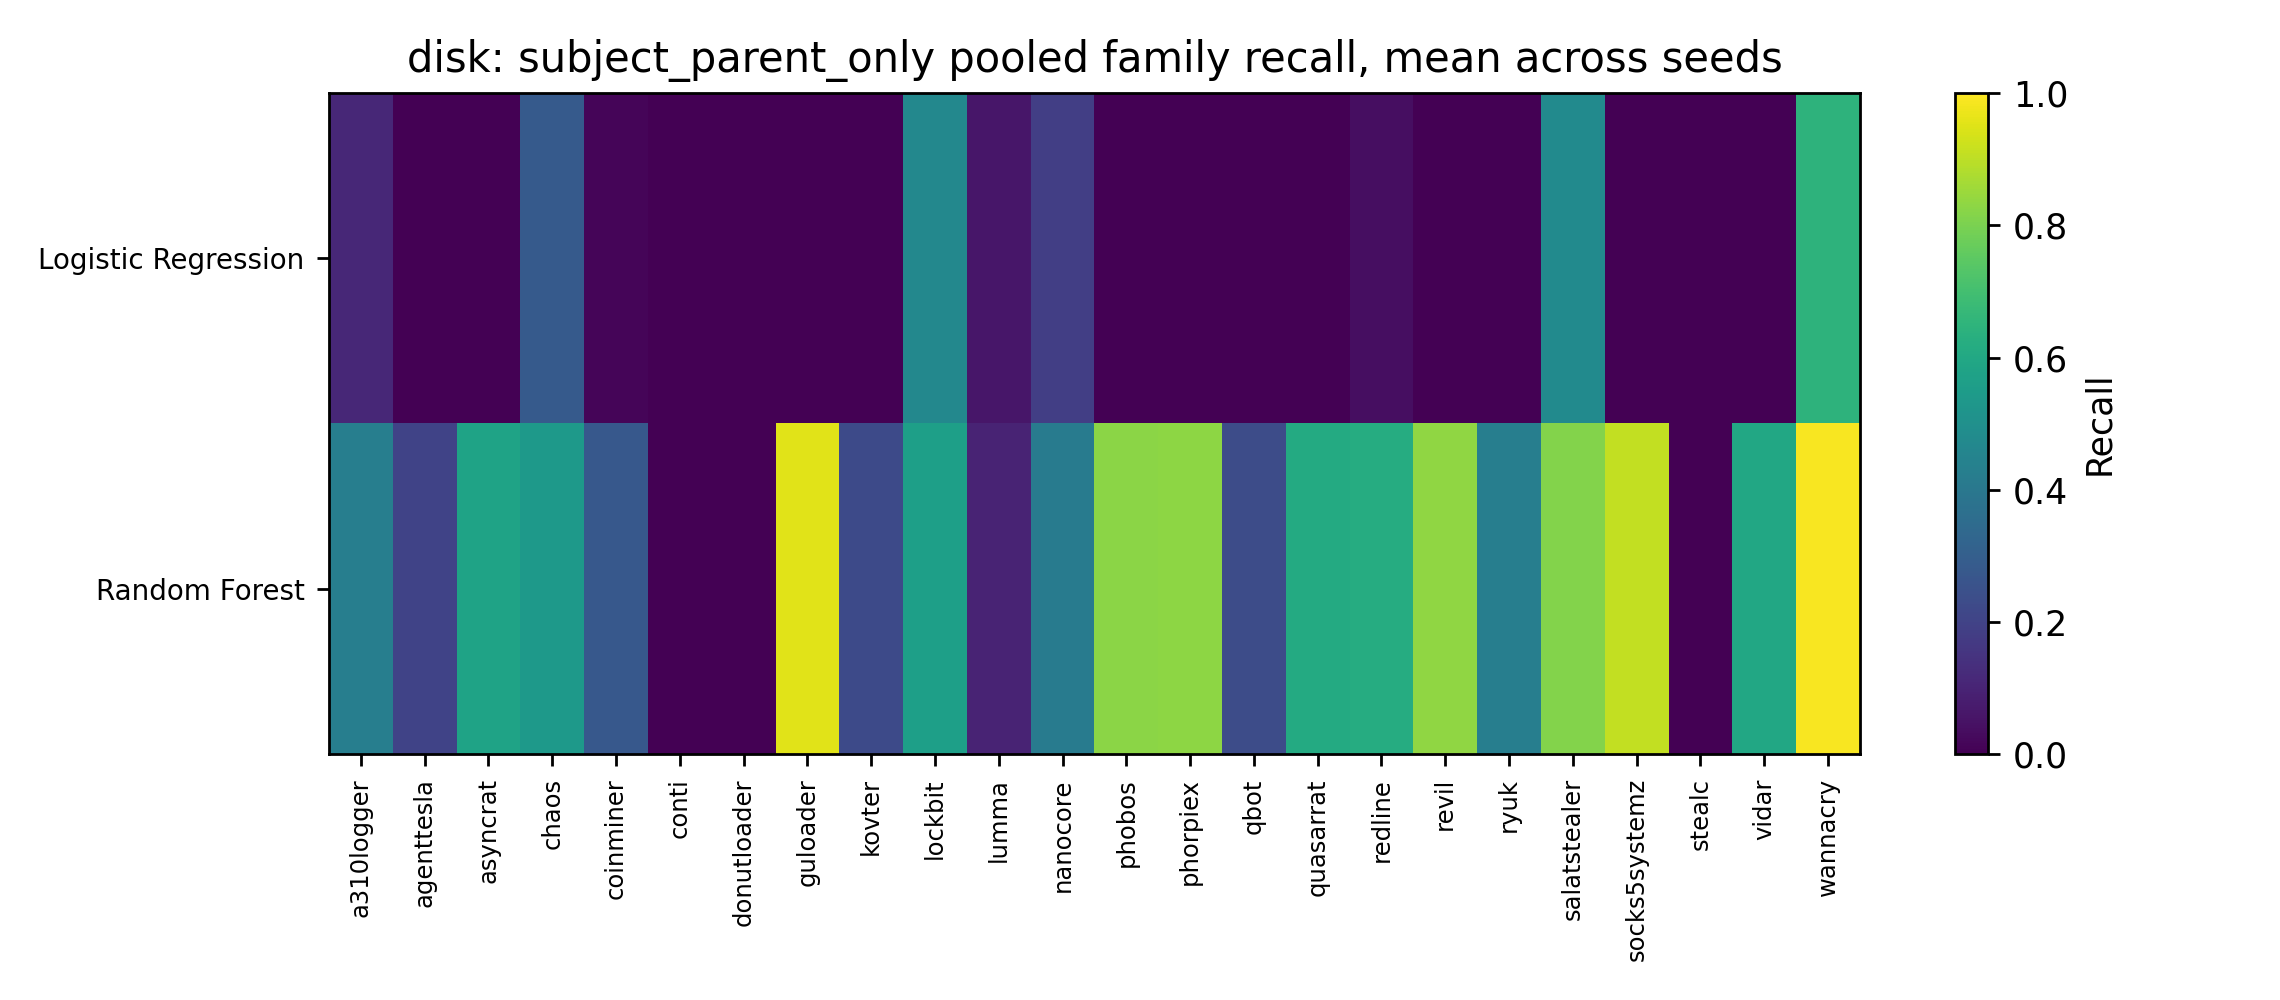 disk: subject_parent_only pooled family recall, mean across seeds
Logistic Regression
Random Forest
a310logger
agenttesla
asyncrat
chaos
coinminer
conti
donutloader
guloader
kovter
lockbit
lumma
nanocore
phobos
phorpiex
qbot
quasarrat
redline
revil
ryuk
salatstealer
socks5systemz
stealc
vidar
wannacry
1.0
0.8
0.6
0.4
0.2
0.0
Recall